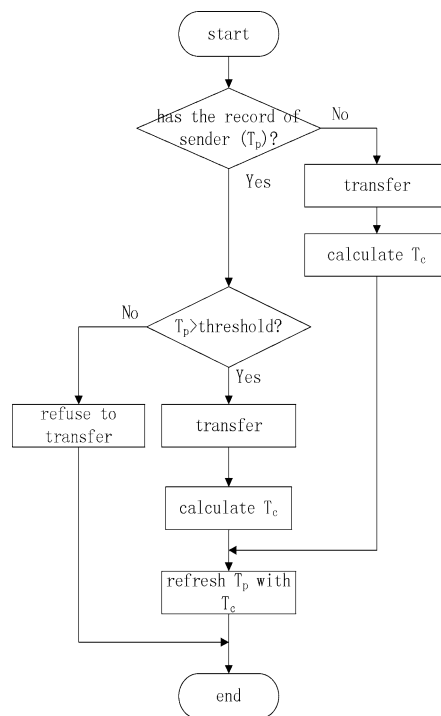 start
has the record of
sender (Tp)?
No
Yes
transfer
calculate Tc
Tp>threshold?
No
Yes
refuse to
transfer
transfer
calculate Tc
refresh Tp with
Tc
end